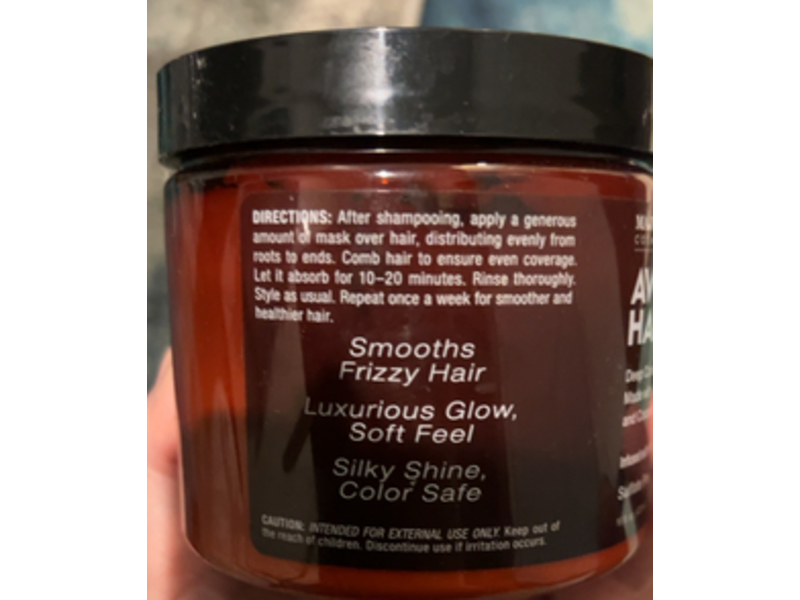 DIRECTIONS: After shampooing, apply a generous
amount of mask over hair, distributing evenly from
roots to ends. Comb hair to ensure even coverage.
Let it absorb for 10–20 minutes. Rinse thoroughly.
Style as usual. Repeat once a week for smoother and
healthier hair.
Smooths
Frizzy Hair
Luxurious Glow,
Soft Feel
Silky Shine,
Color Safe
CAUTION: INTENDED FOR EXTERNAL USE ONLY. Keep out of
the reach of children. Discontinue use if irritation occurs.
Deep
and